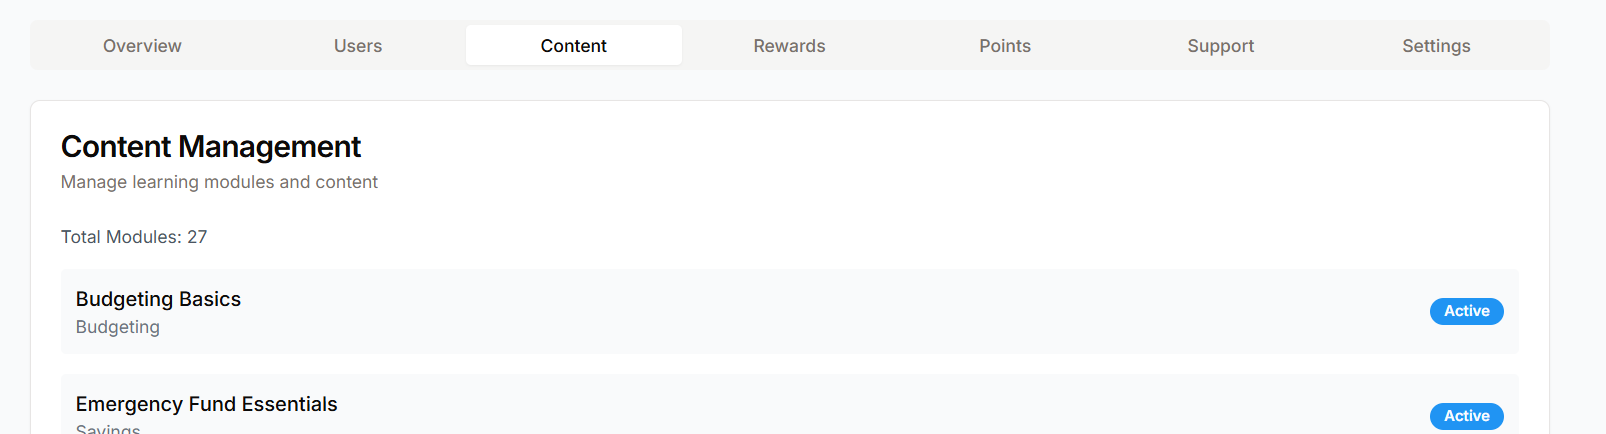 Overview Users Content Rewards Points Support Settings
Content Management
Manage learning modules and content
Total Modules: 27
Budgeting Basics
Budgeting
Active
Emergency Fund Essentials
Savings
Active